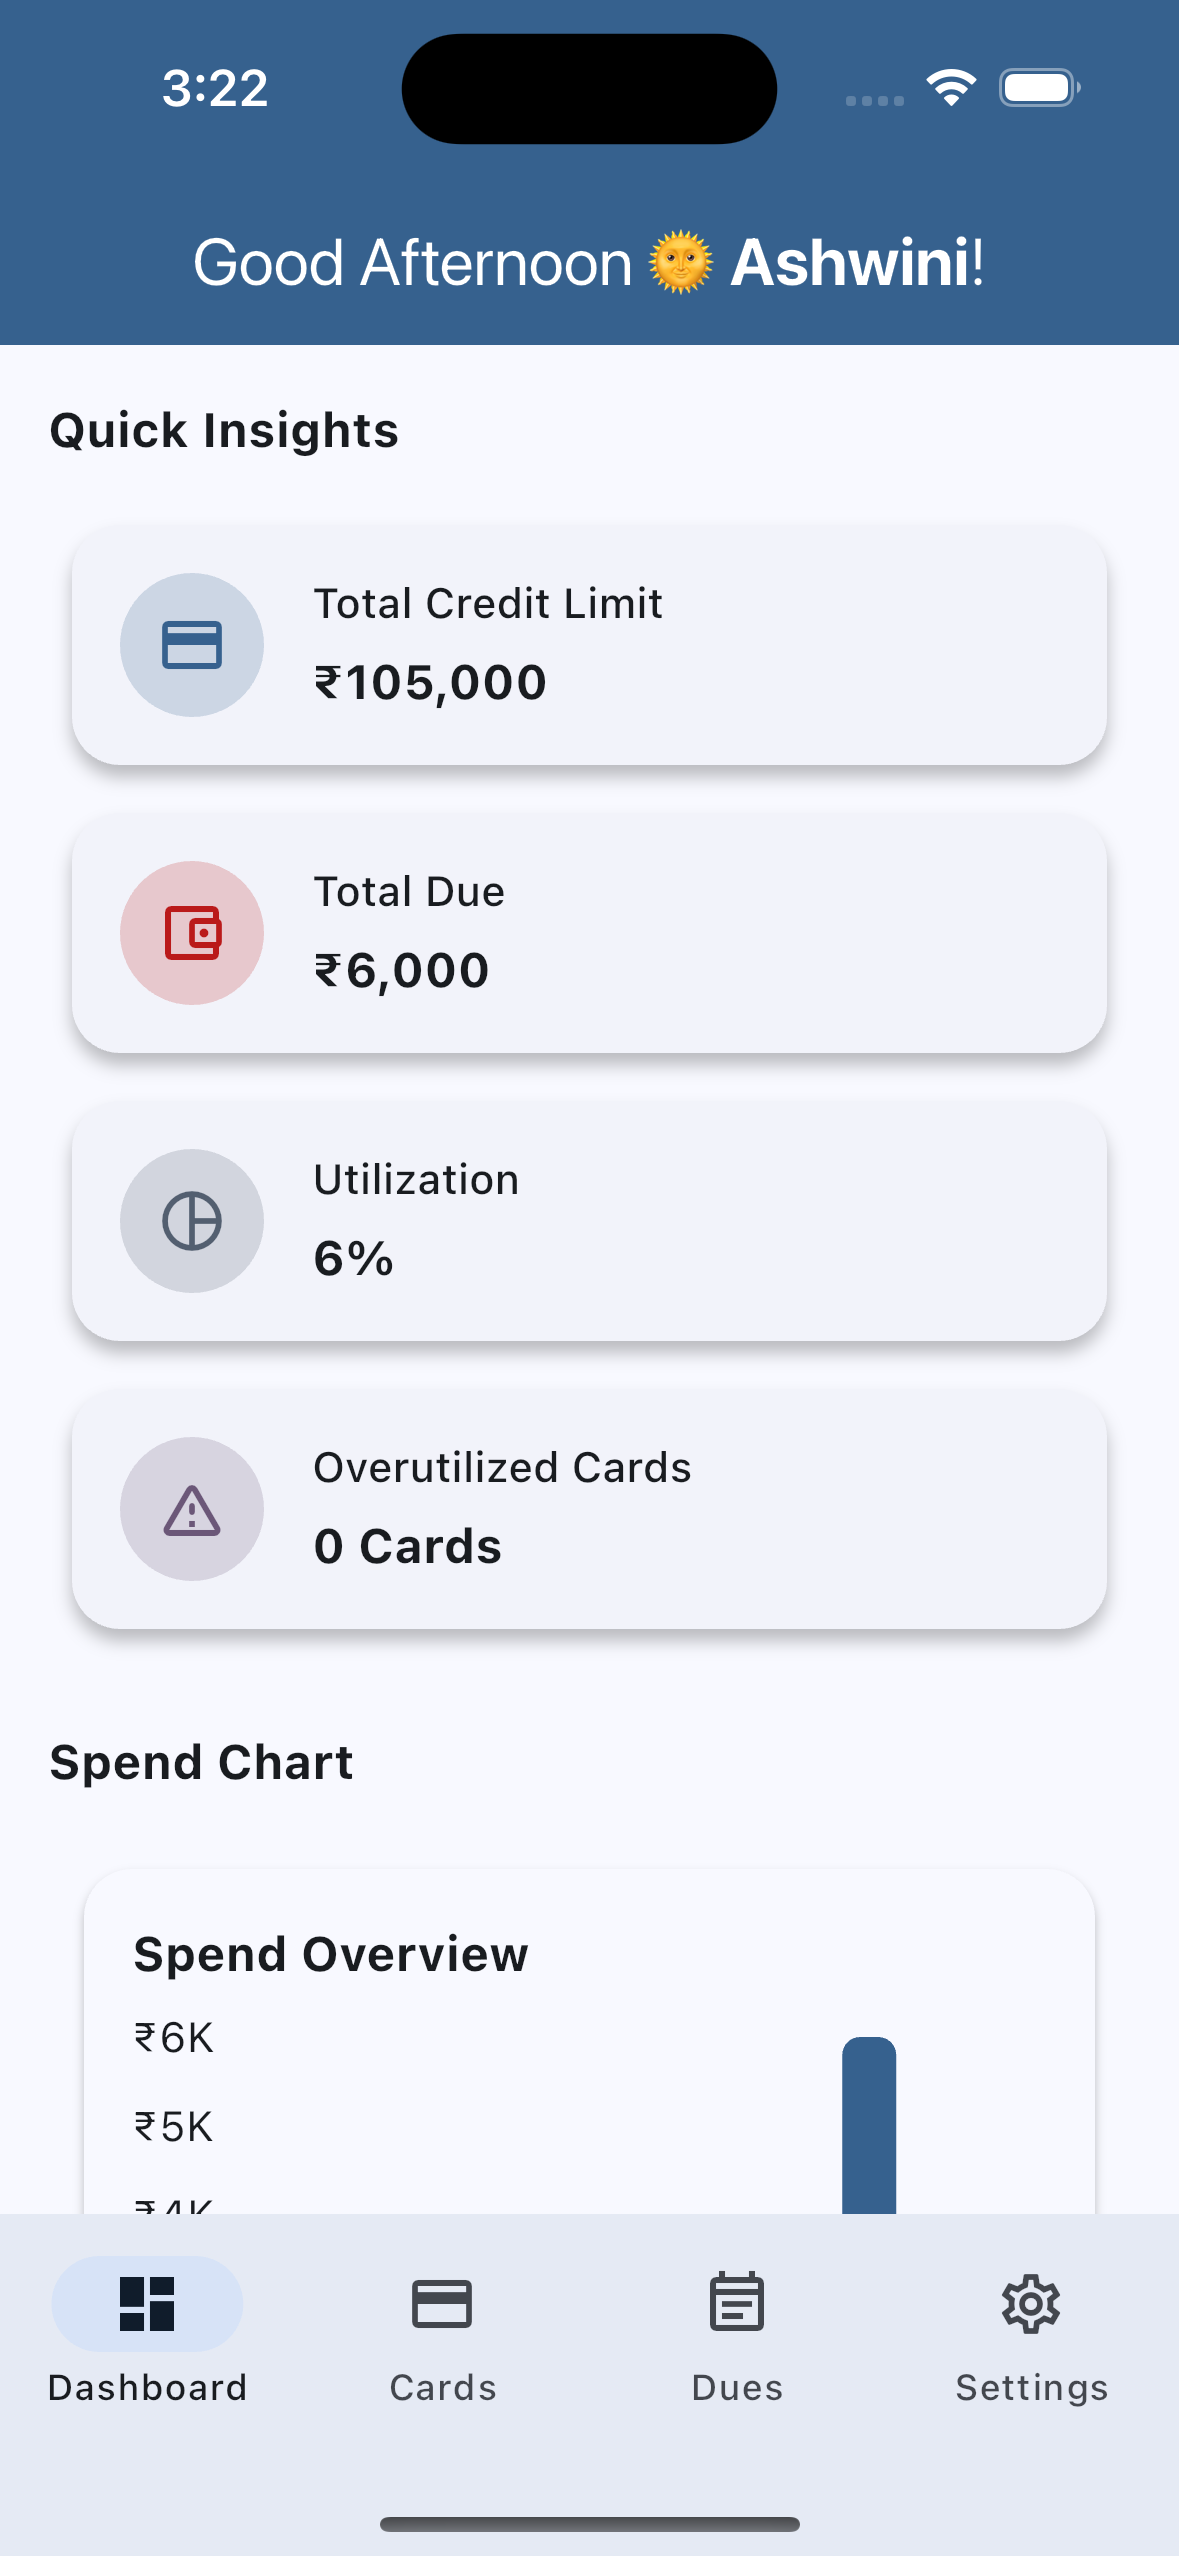 3:22
Good Afternoon 🌞 Ashwini!
Quick Insights
Total Credit Limit
₹105,000
Total Due
₹6,000
Utilization
6%
Overutilized Cards
0 Cards
Spend Chart
Spend Overview
₹6K
₹5K
₹4K
Dashboard
Cards
Dues
Settings